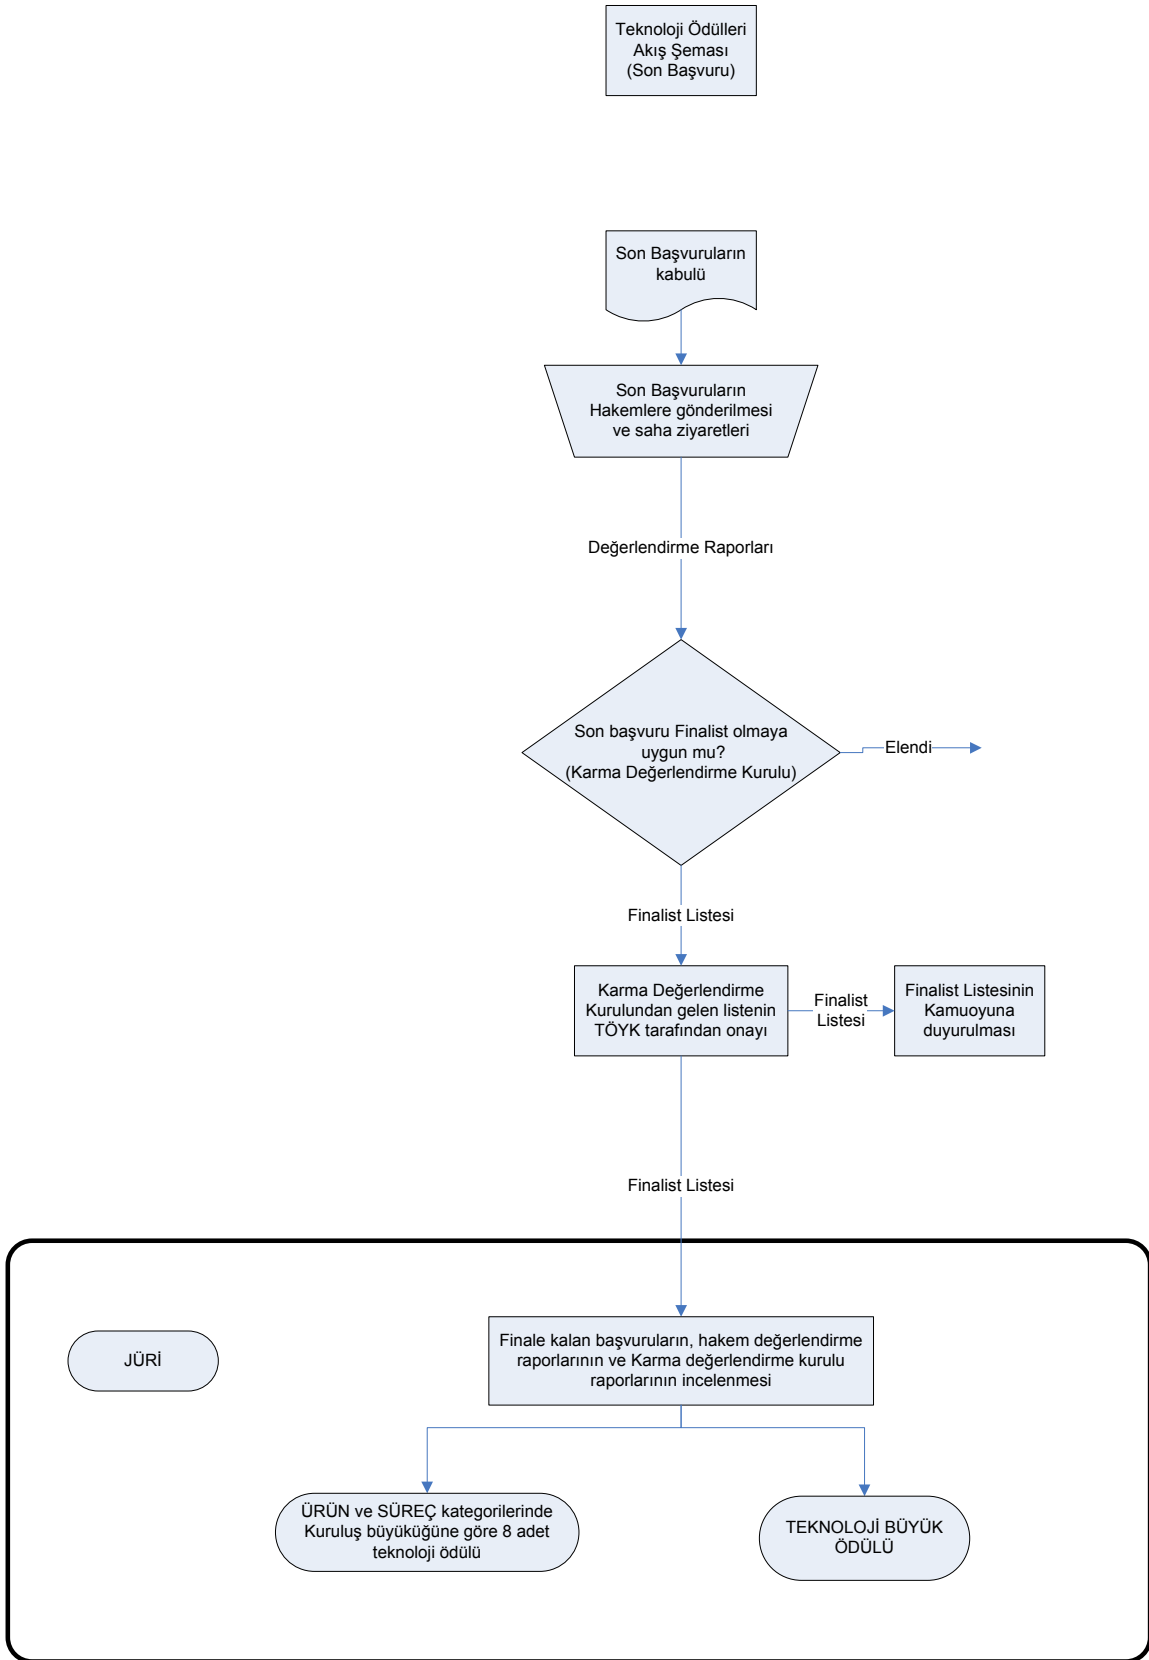 Teknoloji Ödülleri
Akış Şeması
(Son Başvuru)
Son Başvuruların
kabulü
Son Başvuruların
Hakemlere gönderilmesi
ve saha ziyaretleri
Değerlendirme Raporları
Son başvuru Finalist olmaya
uygun mu?
(Karma Değerlendirme Kurulu)
Elendi
Finalist Listesi
Karma Değerlendirme
Kurulundan gelen listenin
TÖYK tarafından onayı
Finalist
Listesi
Finalist Listesinin
Kamuoyuna
duyurulması
Finalist Listesi
JÜRİ
Finale kalan başvuruların, hakem değerlendirme
raporlarının ve Karma değerlendirme kurulu
raporlarının incelenmesi
ÜRÜN ve SÜREÇ kategorilerinde
Kuruluş büyüküğüne göre 8 adet
teknoloji ödülü
TEKNOLOJİ BÜYÜK
ÖDÜLÜ